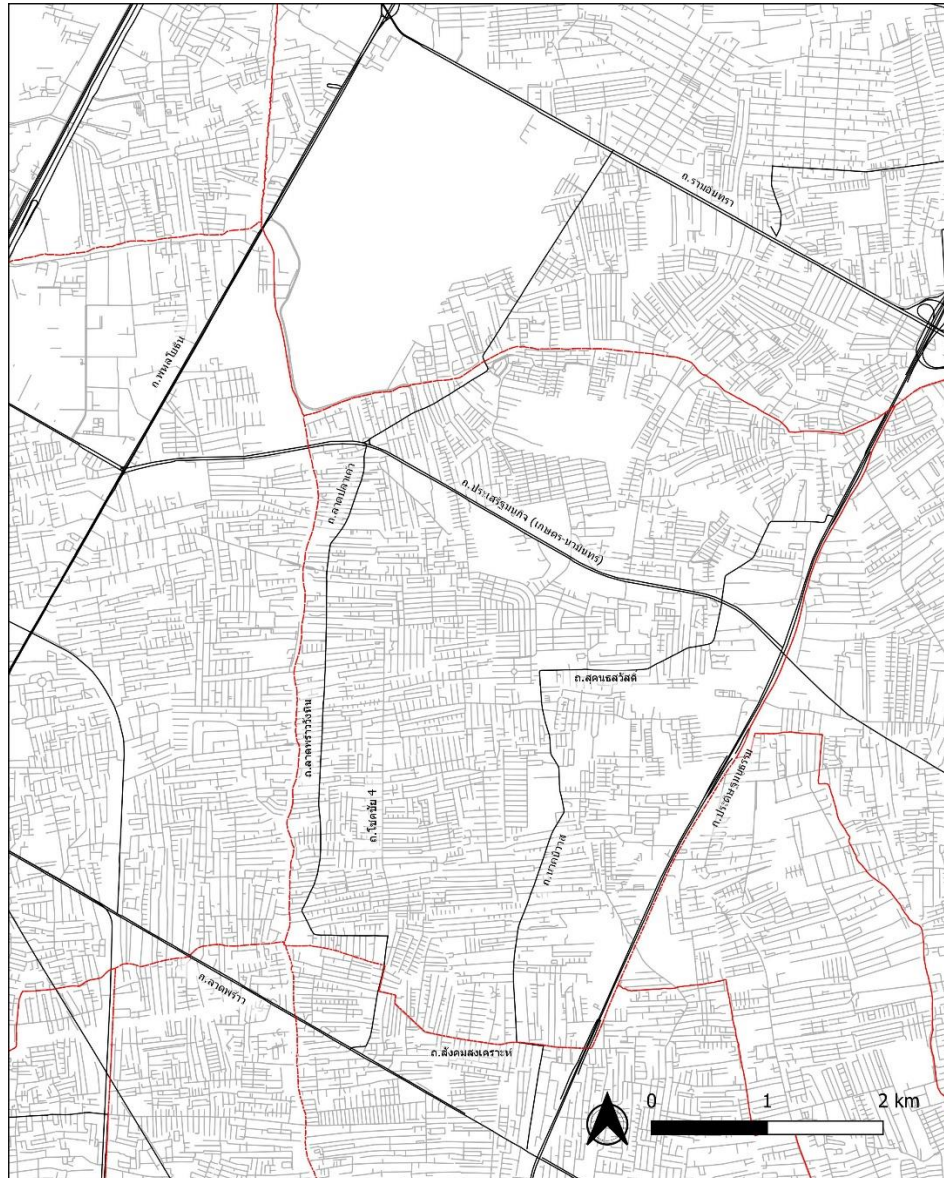 ถ.รามอินทรา
ถ.พหลโยธิน
ถ.ลาดปลาเค้า
ถ.ประเสริฐมนูกิจ (เกษตร-นวมินทร์)
ถ.สุคนธสวัสดิ์
ถ.ลาดพร้าววังหิน
ถ.ประดิษฐมนูธรรม
ถ.โชคชัย 4
ถ.นาคนิวาส
ถ.ลาดพร้าว
ถ.สังคมสงเคราะห์
0 1 2 km